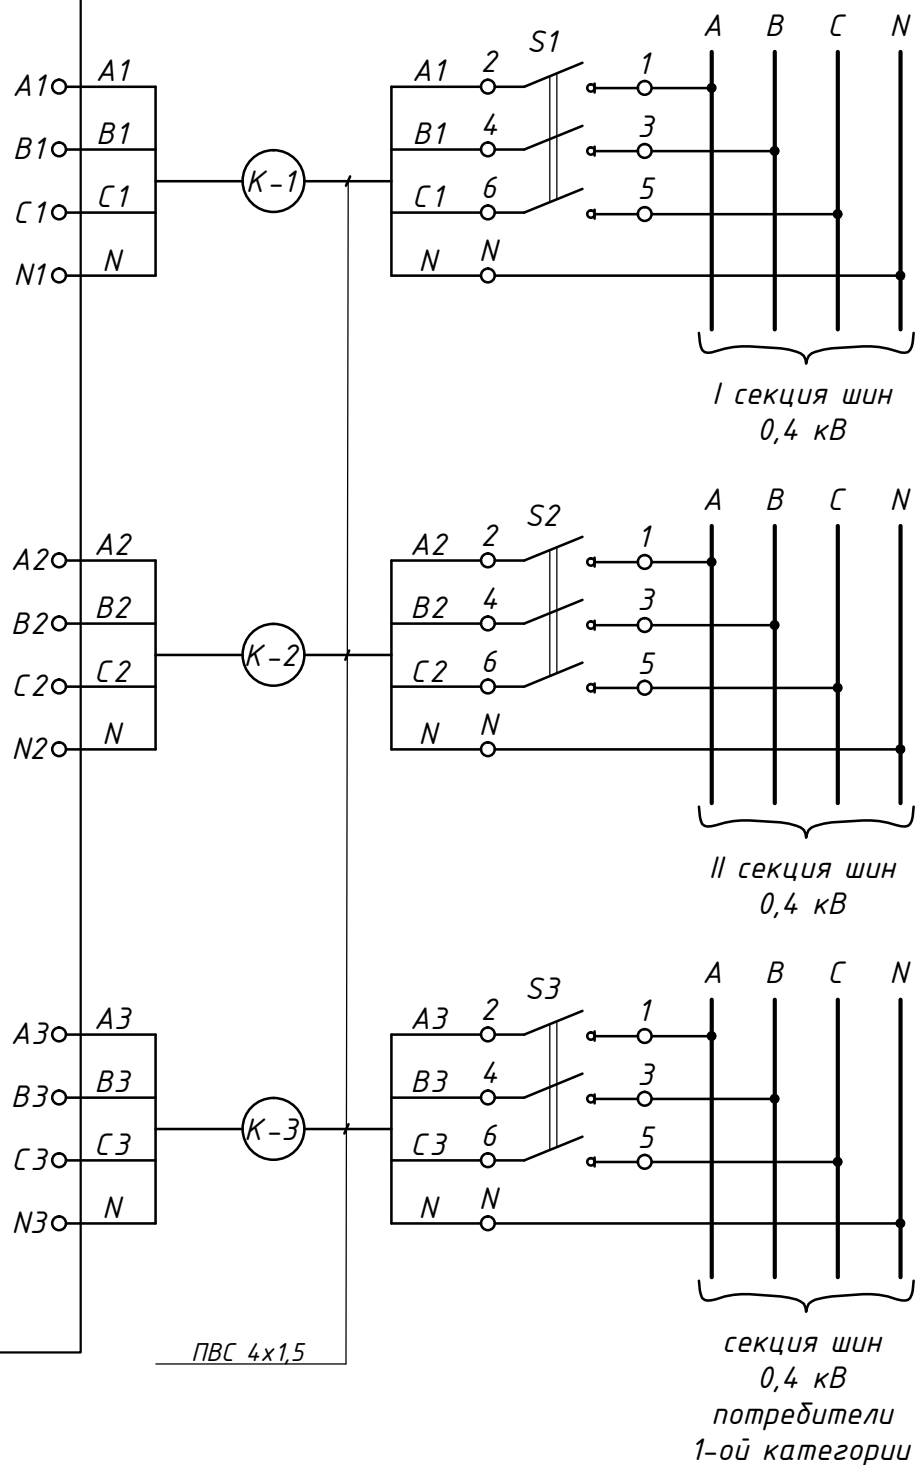 A B C N
S1
A1 A1 A1 2 1
B1 B1 B1 4 3
K-1
C1 C1 C1 6 5
N1 N N N
I секция шин
0,4 кВ
A B C N
S2
A2 A2 A2 2 1
B2 B2 B2 4 3
K-2
C2 C2 C2 6 5
N2 N N N
II секция шин
0,4 кВ
A B C N
S3
A3 A3 A3 2 1
B3 B3 B3 4 3
K-3
C3 C3 C3 6 5
N3 N N N
ПВС 4х1,5
секция шин
0,4 кВ
потребители
1-ой категории